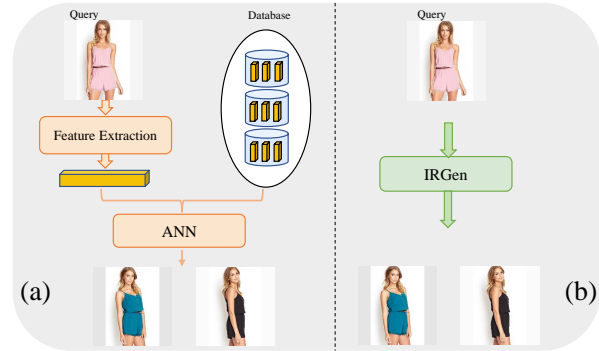 Query
Database
Feature Extraction
ANN
(a)
Query
IRGen
(b)